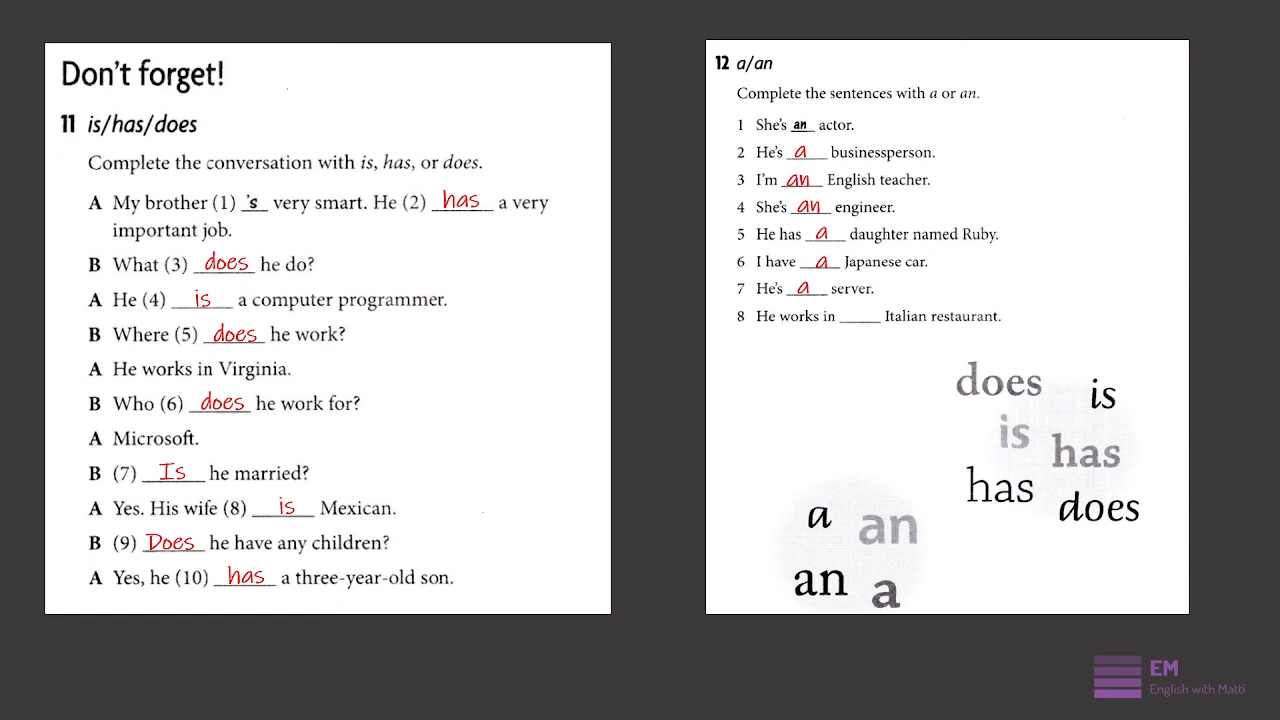 Don't forget!
11 is/has/does
Complete the conversation with is, has, or does.
A My brother (1) 's very smart. He (2) has a very
important job.
B What (3) does he do?
A He (4) is a computer programmer.
B Where (5) does he work?
A He works in Virginia.
B Who (6) does he work for?
A Microsoft.
B (7) Is he married?
A Yes. His wife (8) is Mexican.
B (9) Does he have any children?
A Yes, he (10) has a three-year-old son.
12 a/an
Complete the sentences with a or an.
1 She's an actor.
2 He's a businessperson.
3 I'm an English teacher.
4 She's an engineer.
5 He has a daughter named Ruby.
6 I have a Japanese car.
7 He's a server.
8 He works in ______ Italian restaurant.
does is
is has
has does
a an
an a
EM
English with Matti